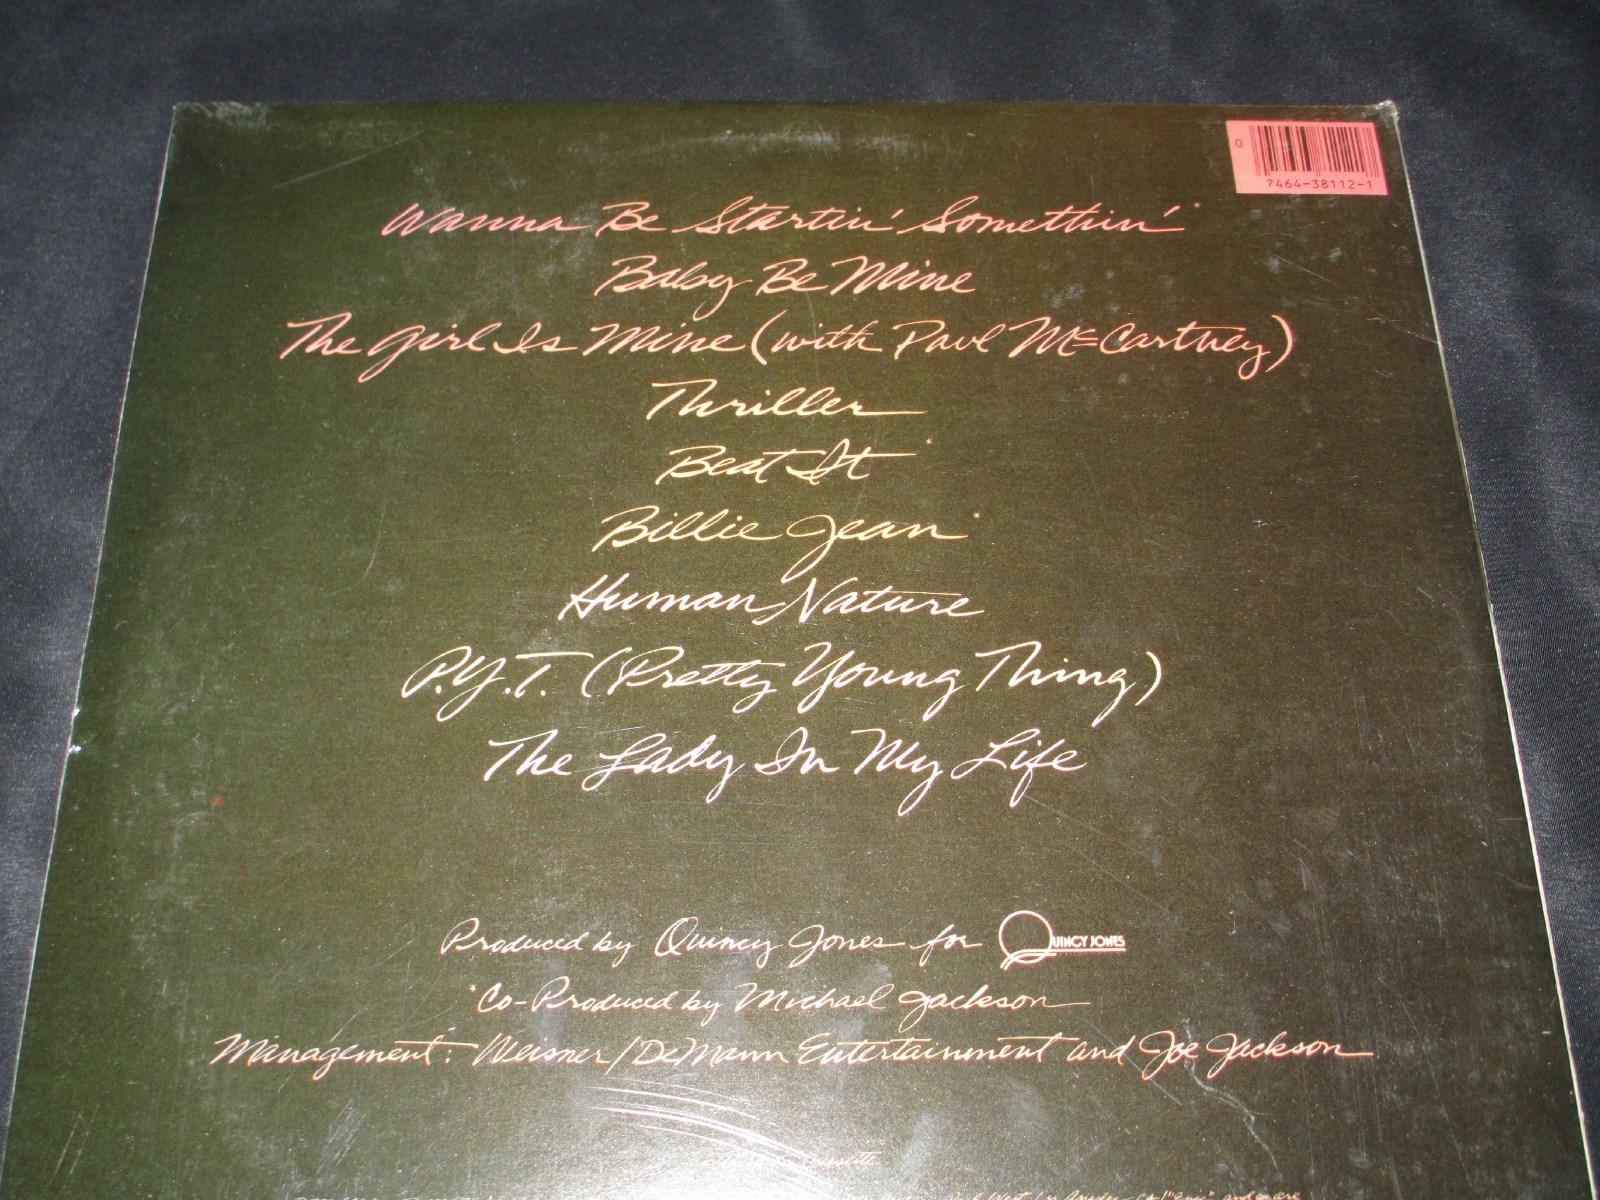 0
7464-38112-1
Wanna Be Startin' Somethin'*
Baby Be Mine
The Girl Is Mine (with Paul McCartney)
Thriller
Beat It*
Billie Jean*
Human Nature
P.Y.T. (Pretty Young Thing)
The Lady In My Life
Produced by Quincy Jones for QUINCY JONES
*Co-Produced by Michael Jackson
Management: Weisner/DeMann Entertainment and Joe Jackson